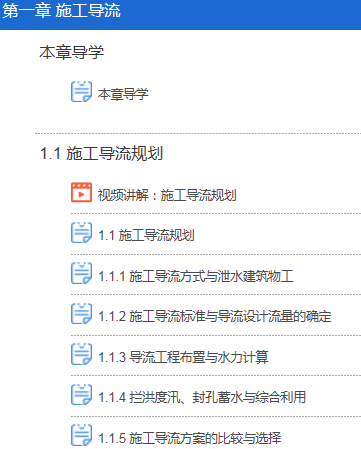 第一章 施工导流
本章导学
本章导学
1.1 施工导流规划
视频讲解：施工导流规划
1.1 施工导流规划
1.1.1 施工导流方式与泄水建筑物工
1.1.2 施工导流标准与导流设计流量的确定
1.1.3 导流工程布置与水力计算
1.1.4 拦洪度汛、封孔蓄水与综合利用
1.1.5 施工导流方案的比较与选择